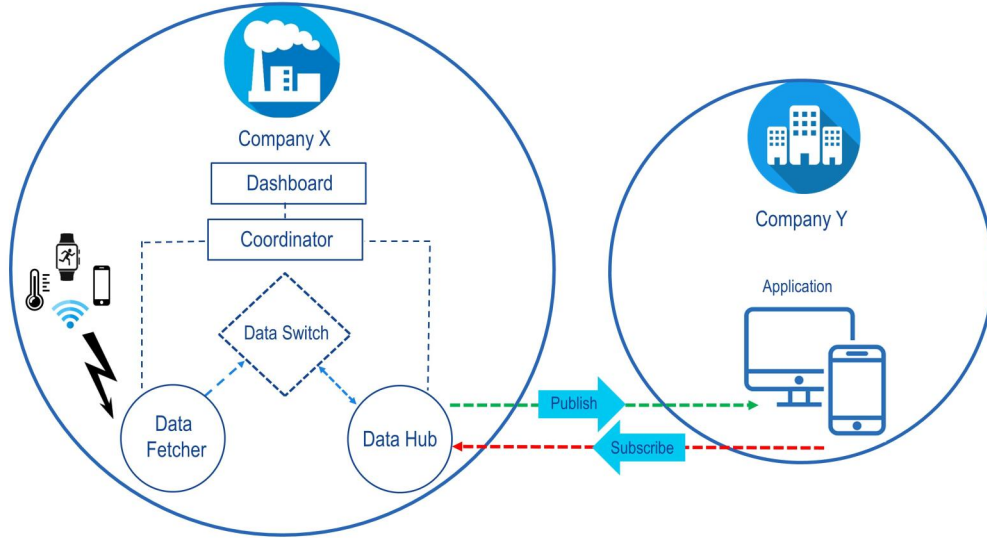 Company X
Dashboard
Coordinator
Data Switch
Data
Fetcher
Data Hub
Publish
Subscribe
Company Y
Application